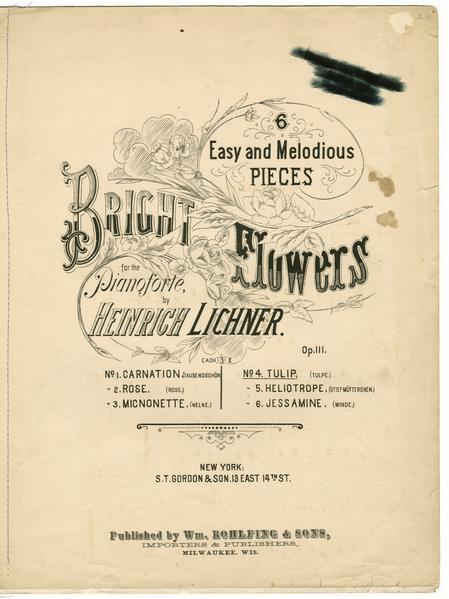 6
Easy and Melodious
PIECES
BRIGHT
Flowers
for the
Pianoforte,
by
HEINRICH LICHNER.
Op. 111.
EACH 3 X
No 1. CARNATION, (TAUSENDSCHÖN)
" 2. ROSE, (ROSE.)
" 3. MICNONETTE, (NELKE.)
No 4. TULIP, (TULPE.)
" 5. HELIOTROPE, (STIEFMÜTTERCHEN.)
" 6. JESSAMINE, (WINDE.)
NEW YORK:
S.T. GORDON & SON. 13 EAST 14TH ST.
Published by Wm. ROHLFING & SONS,
IMPORTERS & PUBLISHERS,
MILWAUKEE, WIS.